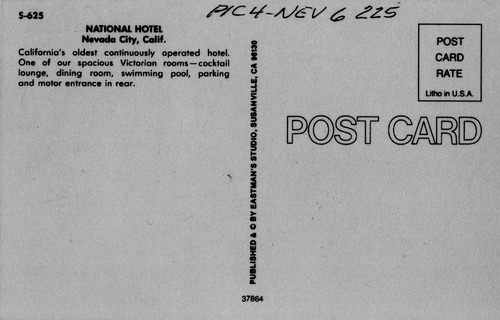 S-625
PIC4-NEV 6 225
NATIONAL HOTEL
Nevada City, Calif.
California's oldest continuously operated hotel.
One of our spacious Victorian rooms—cocktail
lounge, dining room, swimming pool, parking
and motor entrance in rear.
PUBLISHED & © BY EASTMAN'S STUDIO, SUSANVILLE, CA 96130
37864
POST
CARD
RATE
Litho in U.S.A.
POST CARD